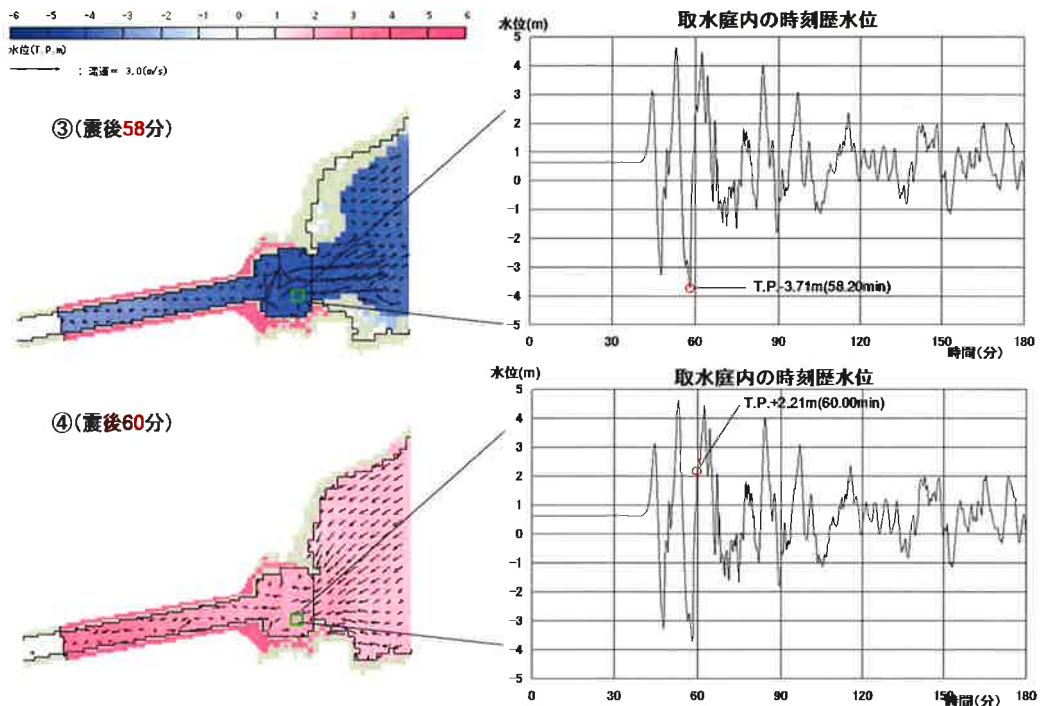 -6 -5 -4 -3 -2 -1 0 1 2 3 4 5 6
水位(T.P.m)
: 流速= 3.0(m/s)
③(震後58分)
水位(m)
取水庭内の時刻歴水位
5
4
3
2
1
0
-1
-2
-3
-4
-5
T.P.-3.71m(58.20min)
0 30 60 90 120 150 180
時間(分)
④(震後60分)
水位(m)
取水庭内の時刻歴水位
T.P.+2.21m(60.00min)
5
4
3
2
1
0
-1
-2
-3
-4
-5
0 30 60 90 120 150 180
時間(分)